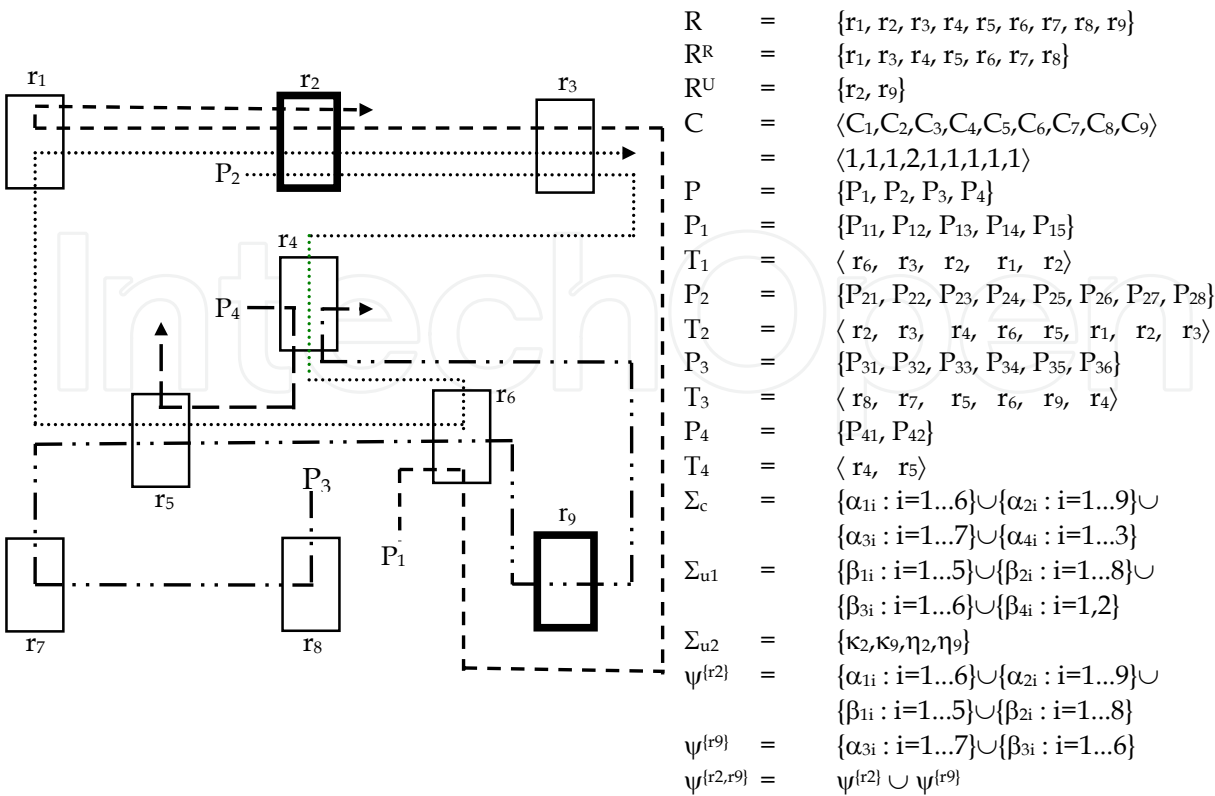 r1
r2
r3
P2
r4
P4
r6
r5
P3
r9
P1
r7
r8
IntechOpen
R = {r1, r2, r3, r4, r5, r6, r7, r8, r9}
R^R = {r1, r3, r4, r5, r6, r7, r8}
R^U = {r2, r9}
C = ⟨C1,C2,C3,C4,C5,C6,C7,C8,C9⟩
= ⟨1,1,1,2,1,1,1,1,1⟩
P = {P1, P2, P3, P4}
P1 = {P11, P12, P13, P14, P15}
T1 = ⟨ r6, r3, r2, r1, r2⟩
P2 = {P21, P22, P23, P24, P25, P26, P27, P28}
T2 = ⟨ r2, r3, r4, r6, r5, r1, r2, r3⟩
P3 = {P31, P32, P33, P34, P35, P36}
T3 = ⟨ r8, r7, r5, r6, r9, r4⟩
P4 = {P41, P42}
T4 = ⟨ r4, r5⟩
Σc = {α1i : i=1...6}∪{α2i : i=1...9}∪
{α3i : i=1...7}∪{α4i : i=1...3}
Σu1 = {β1i : i=1...5}∪{β2i : i=1...8}∪
{β3i : i=1...6}∪{β4i : i=1,2}
Σu2 = {κ2,κ9,η2,η9}
ψ^{r2} = {α1i : i=1...6}∪{α2i : i=1...9}∪
{β1i : i=1...5}∪{β2i : i=1...8}
ψ^{r9} = {α3i : i=1...7}∪{β3i : i=1...6}
ψ^{r2,r9} = ψ^{r2} ∪ ψ^{r9}